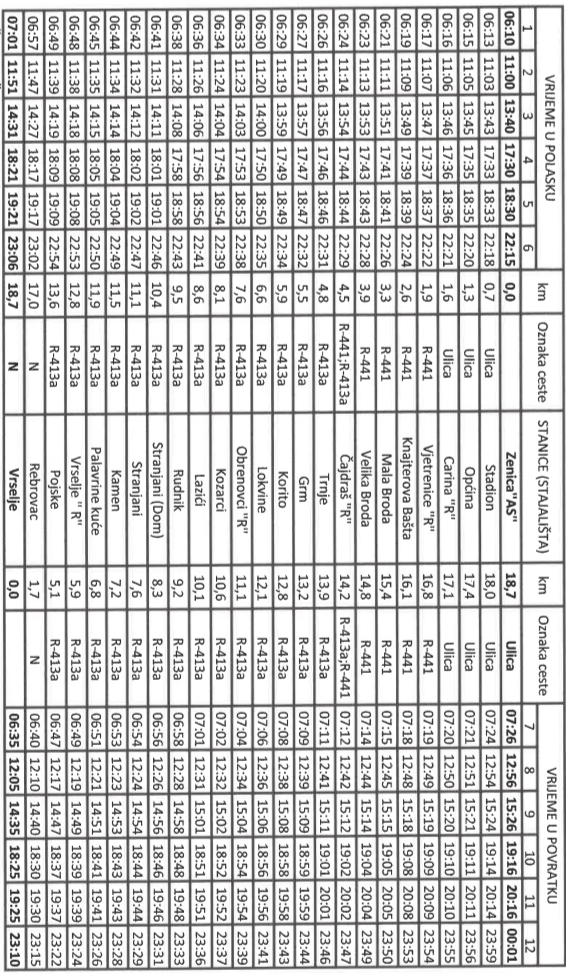 VRIJEME U POLASKU km Oznaka ceste STANICE (STAJALIŠTA) km Oznaka ceste VRIJEME U POVRATKU
1 2 3 4 5 6 7 8 9 10 11 12
06:10 11:00 13:40 17:30 18:30 22:15 0,0 Zenica"AS" 18,7 Ulica 07:26 12:56 15:26 19:16 20:16 00:01
06:13 11:03 13:43 17:33 18:33 22:18 0,7 Ulica Stadion 18,0 Ulica 07:24 12:54 15:24 19:14 20:14 23:59
06:15 11:05 13:45 17:35 18:35 22:20 1,3 Ulica Općina 17,4 Ulica 07:21 12:51 15:21 19:11 20:11 23:56
06:16 11:06 13:46 17:36 18:36 22:21 1,6 Ulica Carina "R" 17,1 Ulica 07:20 12:50 15:20 19:10 20:10 23:55
06:17 11:07 13:47 17:37 18:37 22:22 1,9 R-441 Vjetrenice "R" 16,8 R-441 07:19 12:49 15:19 19:09 20:09 23:54
06:19 11:09 13:49 17:39 18:39 22:24 2,6 R-441 Knajterova Bašta 16,1 R-441 07:18 12:48 15:18 19:08 20:08 23:53
06:21 11:11 13:51 17:41 18:41 22:26 3,3 R-441 Mala Broda 15,4 R-441 07:15 12:45 15:15 19:05 20:05 23:50
06:23 11:13 13:53 17:43 18:43 22:28 3,9 R-441 Velika Broda 14,8 R-441 07:14 12:44 15:14 19:04 20:04 23:49
06:24 11:14 13:54 17:44 18:44 22:29 4,5 R-441;R-413a Čajdraš "R" 14,2 R-413a;R-441 07:12 12:42 15:12 19:02 20:02 23:47
06:26 11:16 13:56 17:46 18:46 22:31 4,8 R-413a Trnje 13,9 R-413a 07:11 12:41 15:11 19:01 20:01 23:46
06:27 11:17 13:57 17:47 18:47 22:32 5,5 R-413a Grm 13,2 R-413a 07:09 12:39 15:09 18:59 19:59 23:44
06:29 11:19 13:59 17:49 18:49 22:34 5,9 R-413a Korito 12,8 R-413a 07:08 12:38 15:08 18:58 19:58 23:43
06:30 11:20 14:00 17:50 18:50 22:35 6,6 R-413a Lokvine 12,1 R-413a 07:06 12:36 15:06 18:56 19:56 23:41
06:33 11:23 14:03 17:53 18:53 22:38 7,6 R-413a Obrenovci "R" 11,1 R-413a 07:04 12:34 15:04 18:54 19:54 23:39
06:34 11:24 14:04 17:54 18:54 22:39 8,1 R-413a Kozarci 10,6 R-413a 07:02 12:32 15:02 18:52 19:52 23:37
06:36 11:26 14:06 17:56 18:56 22:41 8,6 R-413a Lazići 10,1 R-413a 07:01 12:31 15:01 18:51 19:51 23:36
06:38 11:28 14:08 17:58 18:58 22:43 9,5 R-413a Rudnik 9,2 R-413a 06:58 12:28 14:58 18:48 19:48 23:33
06:41 11:31 14:11 18:01 19:01 22:46 10,4 R-413a Stranjani (Dom) 8,3 R-413a 06:56 12:26 14:56 18:46 19:46 23:31
06:42 11:32 14:12 18:02 19:02 22:47 11,1 R-413a Stranjani 7,6 R-413a 06:54 12:24 14:54 18:44 19:44 23:29
06:44 11:34 14:14 18:04 19:04 22:49 11,5 R-413a Kamen 7,2 R-413a 06:53 12:23 14:53 18:43 19:43 23:28
06:45 11:35 14:15 18:05 19:05 22:50 11,9 R-413a Palavrine kuće 6,8 R-413a 06:51 12:21 14:51 18:41 19:41 23:26
06:48 11:38 14:18 18:08 19:08 22:53 12,8 R-413a Vrselje "R" 5,9 R-413a 06:49 12:19 14:49 18:39 19:39 23:24
06:49 11:39 14:19 18:09 19:09 22:54 13,6 R-413a Pojske 5,1 R-413a 06:47 12:17 14:47 18:37 19:37 23:22
06:57 11:47 14:27 18:17 19:17 23:02 17,0 N Rebrovac 1,7 N 06:40 12:10 14:40 18:30 19:30 23:15
07:01 11:51 14:31 18:21 19:21 23:06 18,7 N Vrselje 0,0 06:35 12:05 14:35 18:25 19:25 23:10